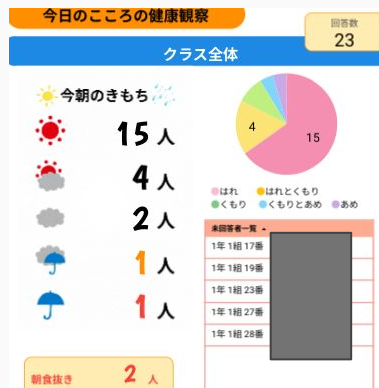 今日のこころの健康観察
回答数
23
クラス全体
今朝のきもち
15人
4人
2人
1人
1人
4
15
はれ はれとくもり
くもり くもりとあめ あめ
未回答者一覧
1年 1組 17番
1年 1組 19番
1年 1組 23番
1年 1組 27番
1年 1組 28番
朝食抜き 2 人